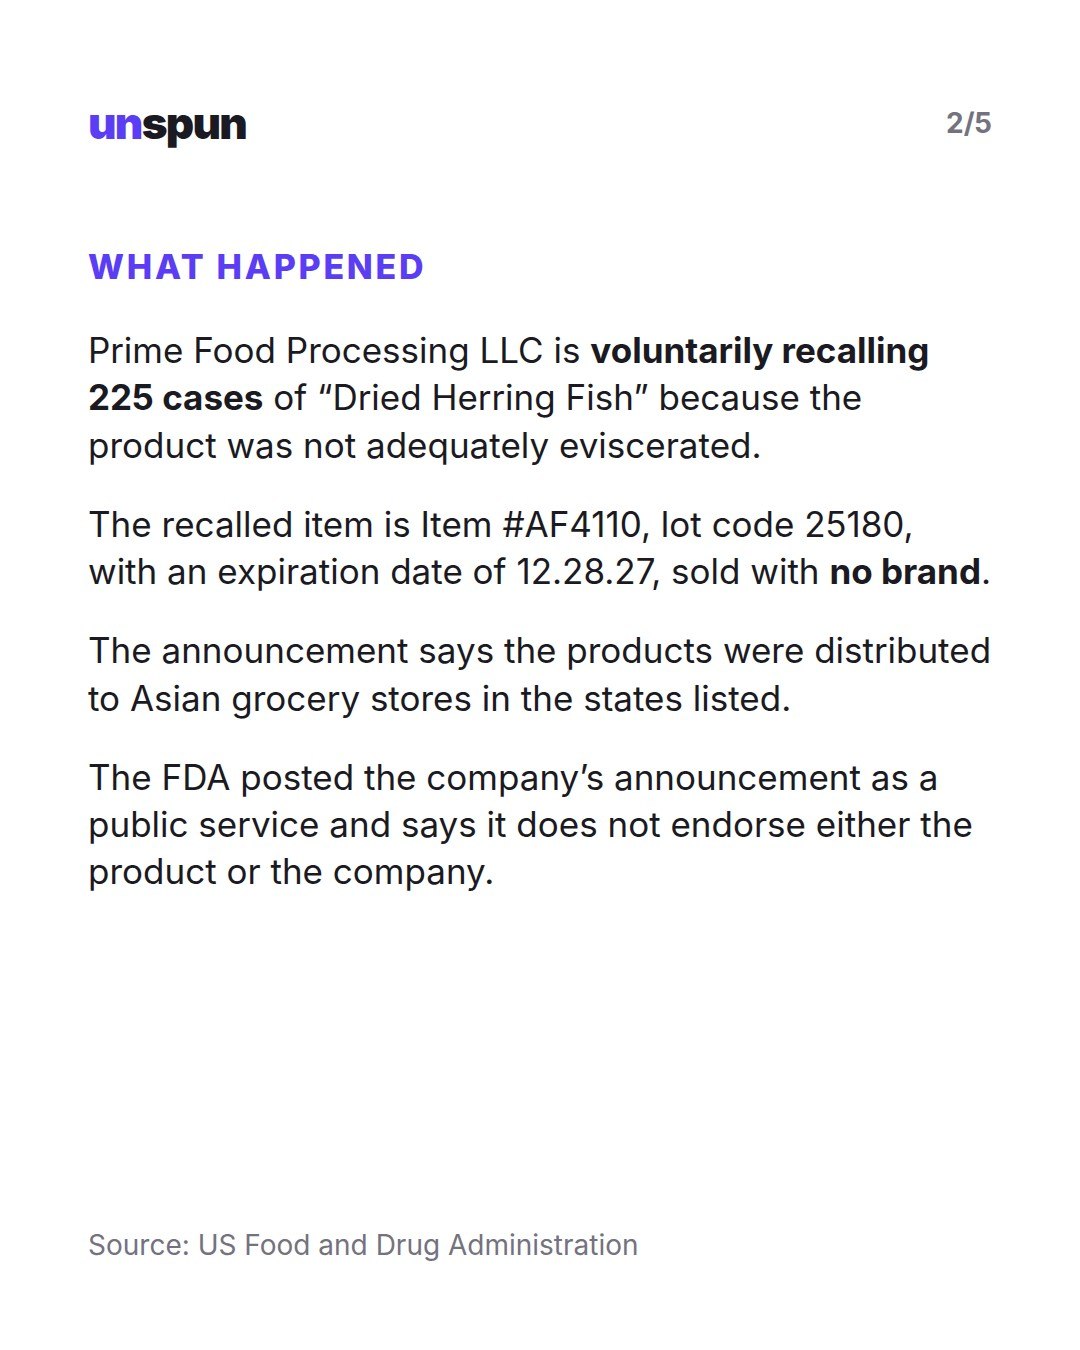 unspun
2/5
WHAT HAPPENED
Prime Food Processing LLC is voluntarily recalling
225 cases of “Dried Herring Fish” because the
product was not adequately eviscerated.
The recalled item is Item #AF4110, lot code 25180,
with an expiration date of 12.28.27, sold with no brand.
The announcement says the products were distributed
to Asian grocery stores in the states listed.
The FDA posted the company’s announcement as a
public service and says it does not endorse either the
product or the company.
Source: US Food and Drug Administration